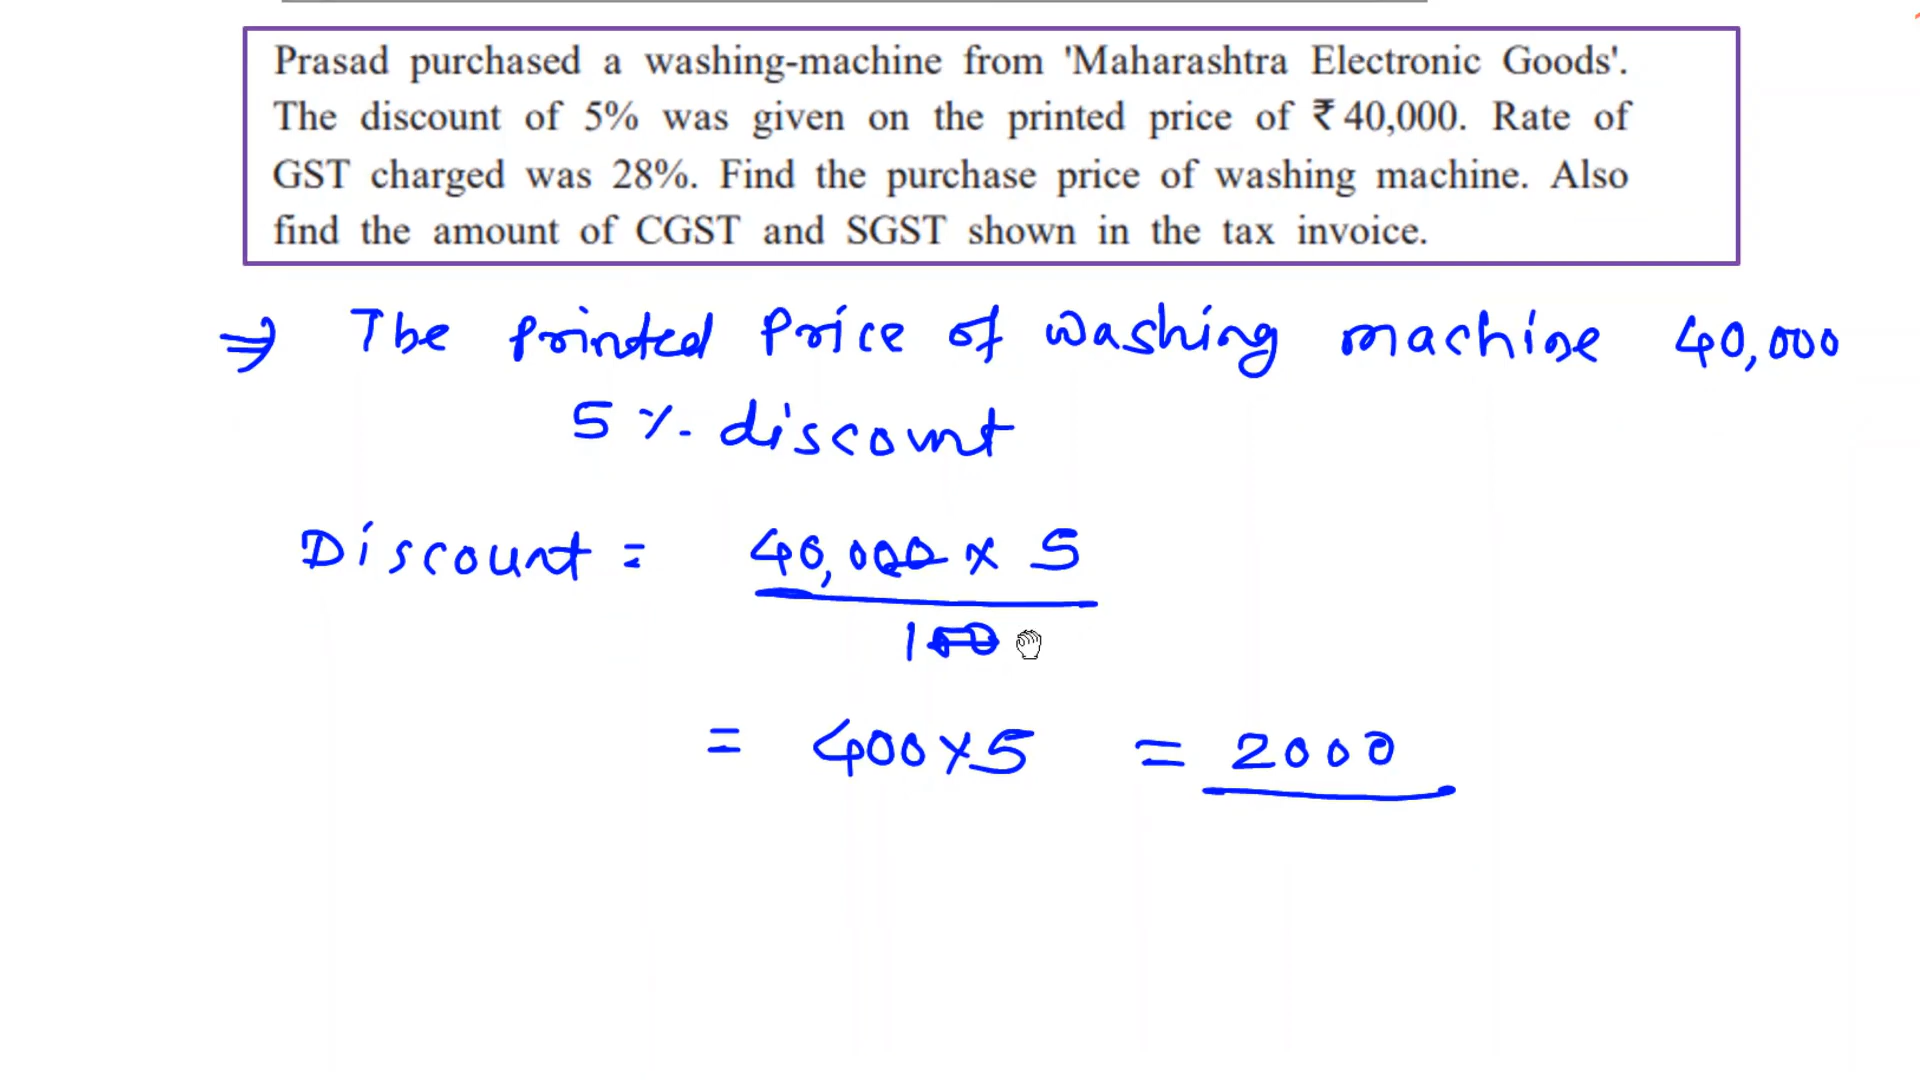 Prasad purchased a washing-machine from 'Maharashtra Electronic Goods'.
The discount of 5% was given on the printed price of ₹ 40,000. Rate of
GST charged was 28%. Find the purchase price of washing machine. Also
find the amount of CGST and SGST shown in the tax invoice.
⇒ The printed Price of washing machine 40,000
5 % discount
Discount = 40,000 x 5
100
= 400 x 5 = 2000